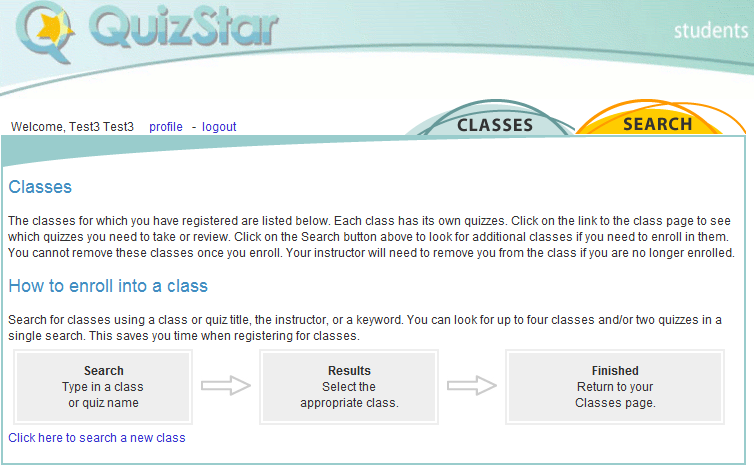 QuizStar
students
Welcome, Test3 Test3 profile - logout
CLASSES
SEARCH
Classes
The classes for which you have registered are listed below. Each class has its own quizzes. Click on the link to the class page to see
which quizzes you need to take or review. Click on the Search button above to look for additional classes if you need to enroll in them.
You cannot remove these classes once you enroll. Your instructor will need to remove you from the class if you are no longer enrolled.
How to enroll into a class
Search for classes using a class or quiz title, the instructor, or a keyword. You can look for up to four classes and/or two quizzes in a
single search. This saves you time when registering for classes.
Search
Type in a class
or quiz name
Results
Select the
appropriate class.
Finished
Return to your
Classes page.
Click here to search a new class